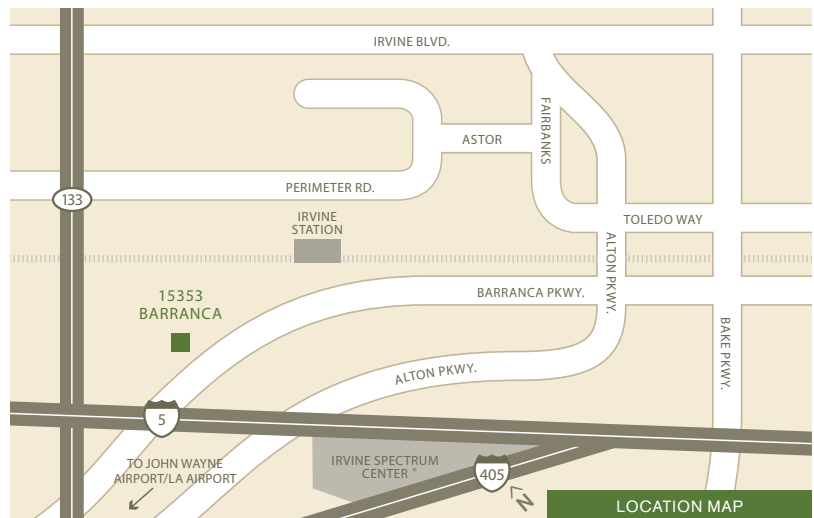 IRVINE BLVD.
FAIRBANKS
ASTOR
PERIMETER RD.
133
IRVINE
STATION
TOLEDO WAY
ALTON PKWY.
15353
BARRANCA
BARRANCA PKWY.
BAKE PKWY.
ALTON PKWY.
5
TO JOHN WAYNE
AIRPORT/LA AIRPORT
IRVINE SPECTRUM
CENTER ®
405
N
LOCATION MAP